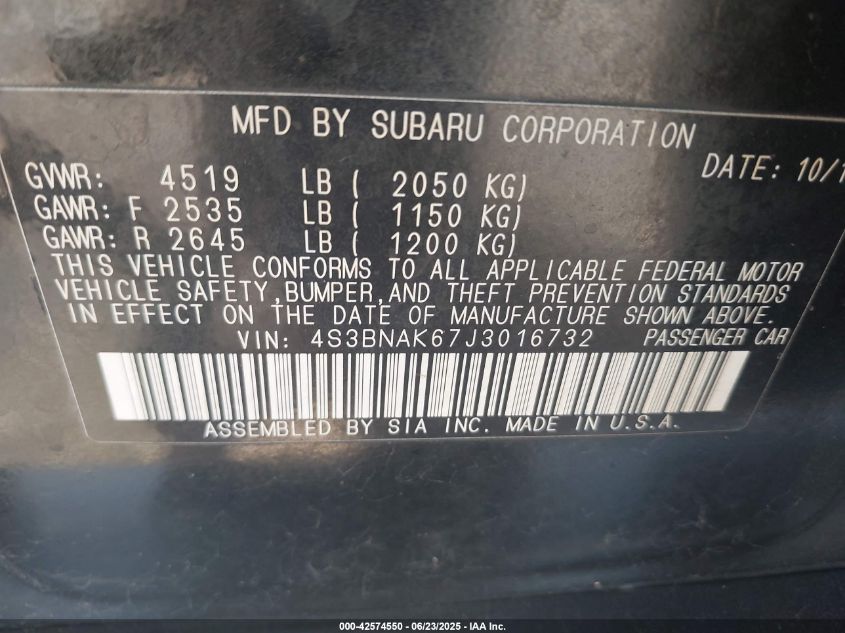 MFD BY SUBARU CORPORATION
DATE: 10/1
GVWR: 4519 LB ( 2050 KG)
GAWR: F 2535 LB ( 1150 KG)
GAWR: R 2645 LB ( 1200 KG)
THIS VEHICLE CONFORMS TO ALL APPLICABLE FEDERAL MOTOR
VEHICLE SAFETY,BUMPER,AND THEFT PREVENTION STANDARDS
IN EFFECT ON THE DATE OF MANUFACTURE SHOWN ABOVE.
VIN: 4S3BNAK67J3016732 PASSENGER CAR
ASSEMBLED BY SIA INC. MADE IN U.S.A.
000-42574550 - 06/23/2025 - IAA Inc.